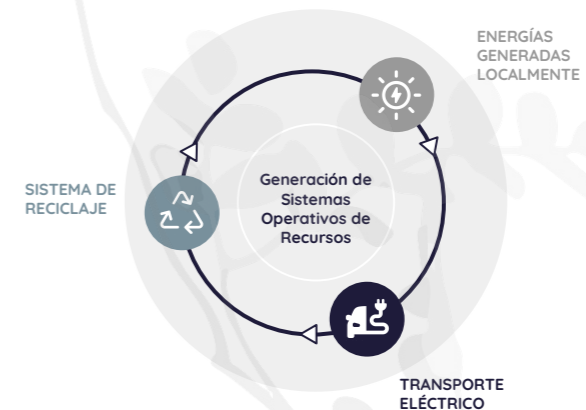 ENERGÍAS
GENERADAS
LOCALMENTE
Generación de
Sistemas
Operativos de
Recursos
SISTEMA DE
RECICLAJE
TRANSPORTE
ELÉCTRICO